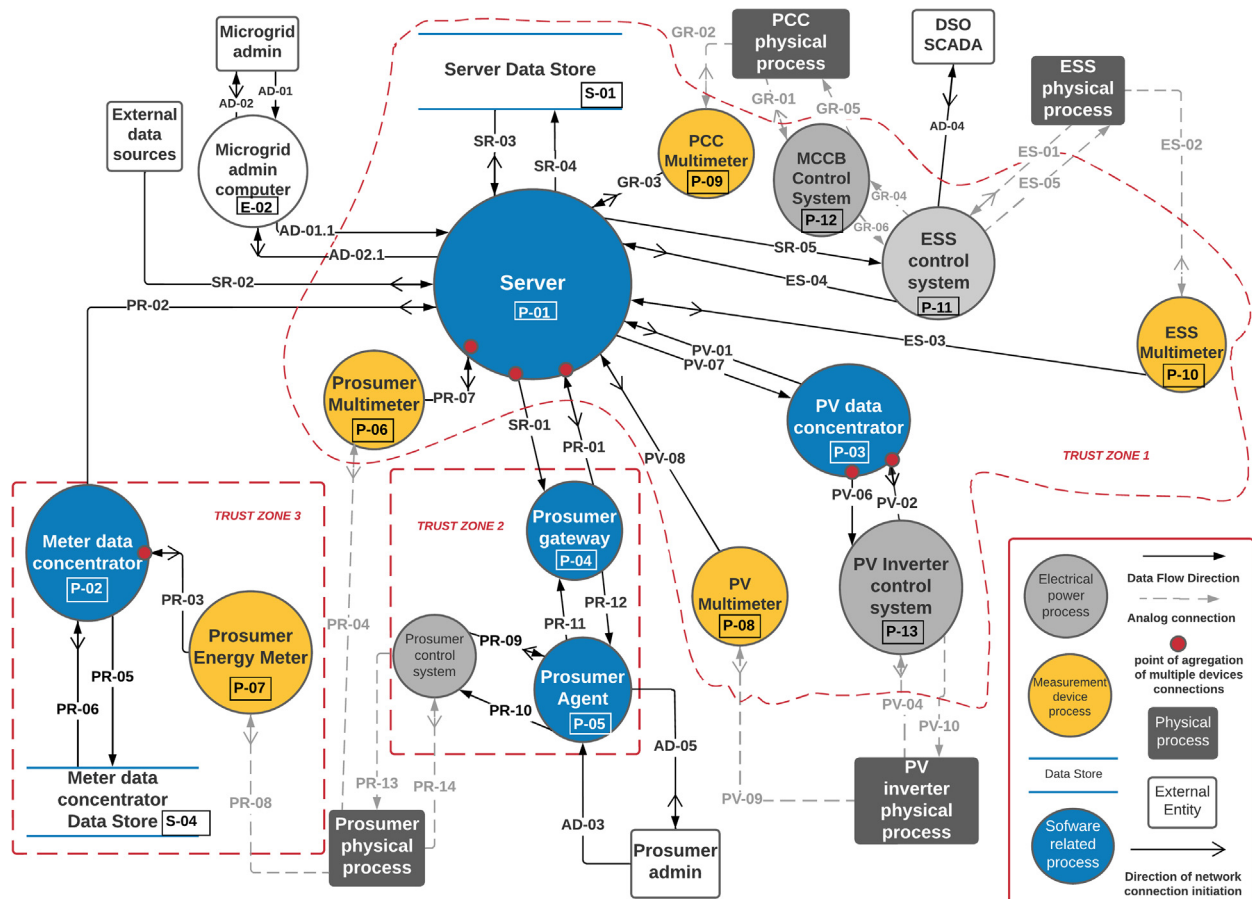 Microgrid
admin
AD-02
AD-01
External
data
sources
Microgrid
admin
computer
E-02
AD-01.1
AD-02.1
SR-02
PR-02
Server Data Store
S-01
SR-03
SR-04
GR-02
PCC
physical
process
GR-01
GR-05
DSO
SCADA
AD-04
ESS
physical
process
ES-01
ES-05
ES-02
PCC
Multimeter
P-09
GR-03
MCCB
Control
System
P-12
GR-04
GR-06
ESS
control
system
P-11
SR-05
ES-04
ES-03
ESS
Multimeter
P-10
Server
P-01
PV-01
PV-07
PV data
concentrator
P-03
Prosumer
Multimeter
P-06
PR-07
SR-01
PR-01
PV-08
PV-06
PV-02
TRUST ZONE 1
TRUST ZONE 3
Meter data
concentrator
P-02
PR-03
Prosumer
Energy Meter
P-07
PR-06
PR-05
Meter data
concentrator
Data Store
S-04
PR-08
PR-04
TRUST ZONE 2
Prosumer
gateway
P-04
PR-12
PR-11
PR-09
Prosumer
control
system
PR-10
Prosumer
Agent
P-05
AD-05
AD-03
PR-13
PR-14
Prosumer
physical
process
Prosumer
admin
PV
Multimeter
P-08
PV Inverter
control
system
P-13
PV-04
PV-10
PV-09
PV
inverter
physical
process
Electrical
power
process
Data Flow Direction
Analog connection
point of agregation
of multiple devices
connections
Measurement
device
process
Physical
process
Data Store
External
Entity
Sofware
related
process
Direction of network
connection initiation